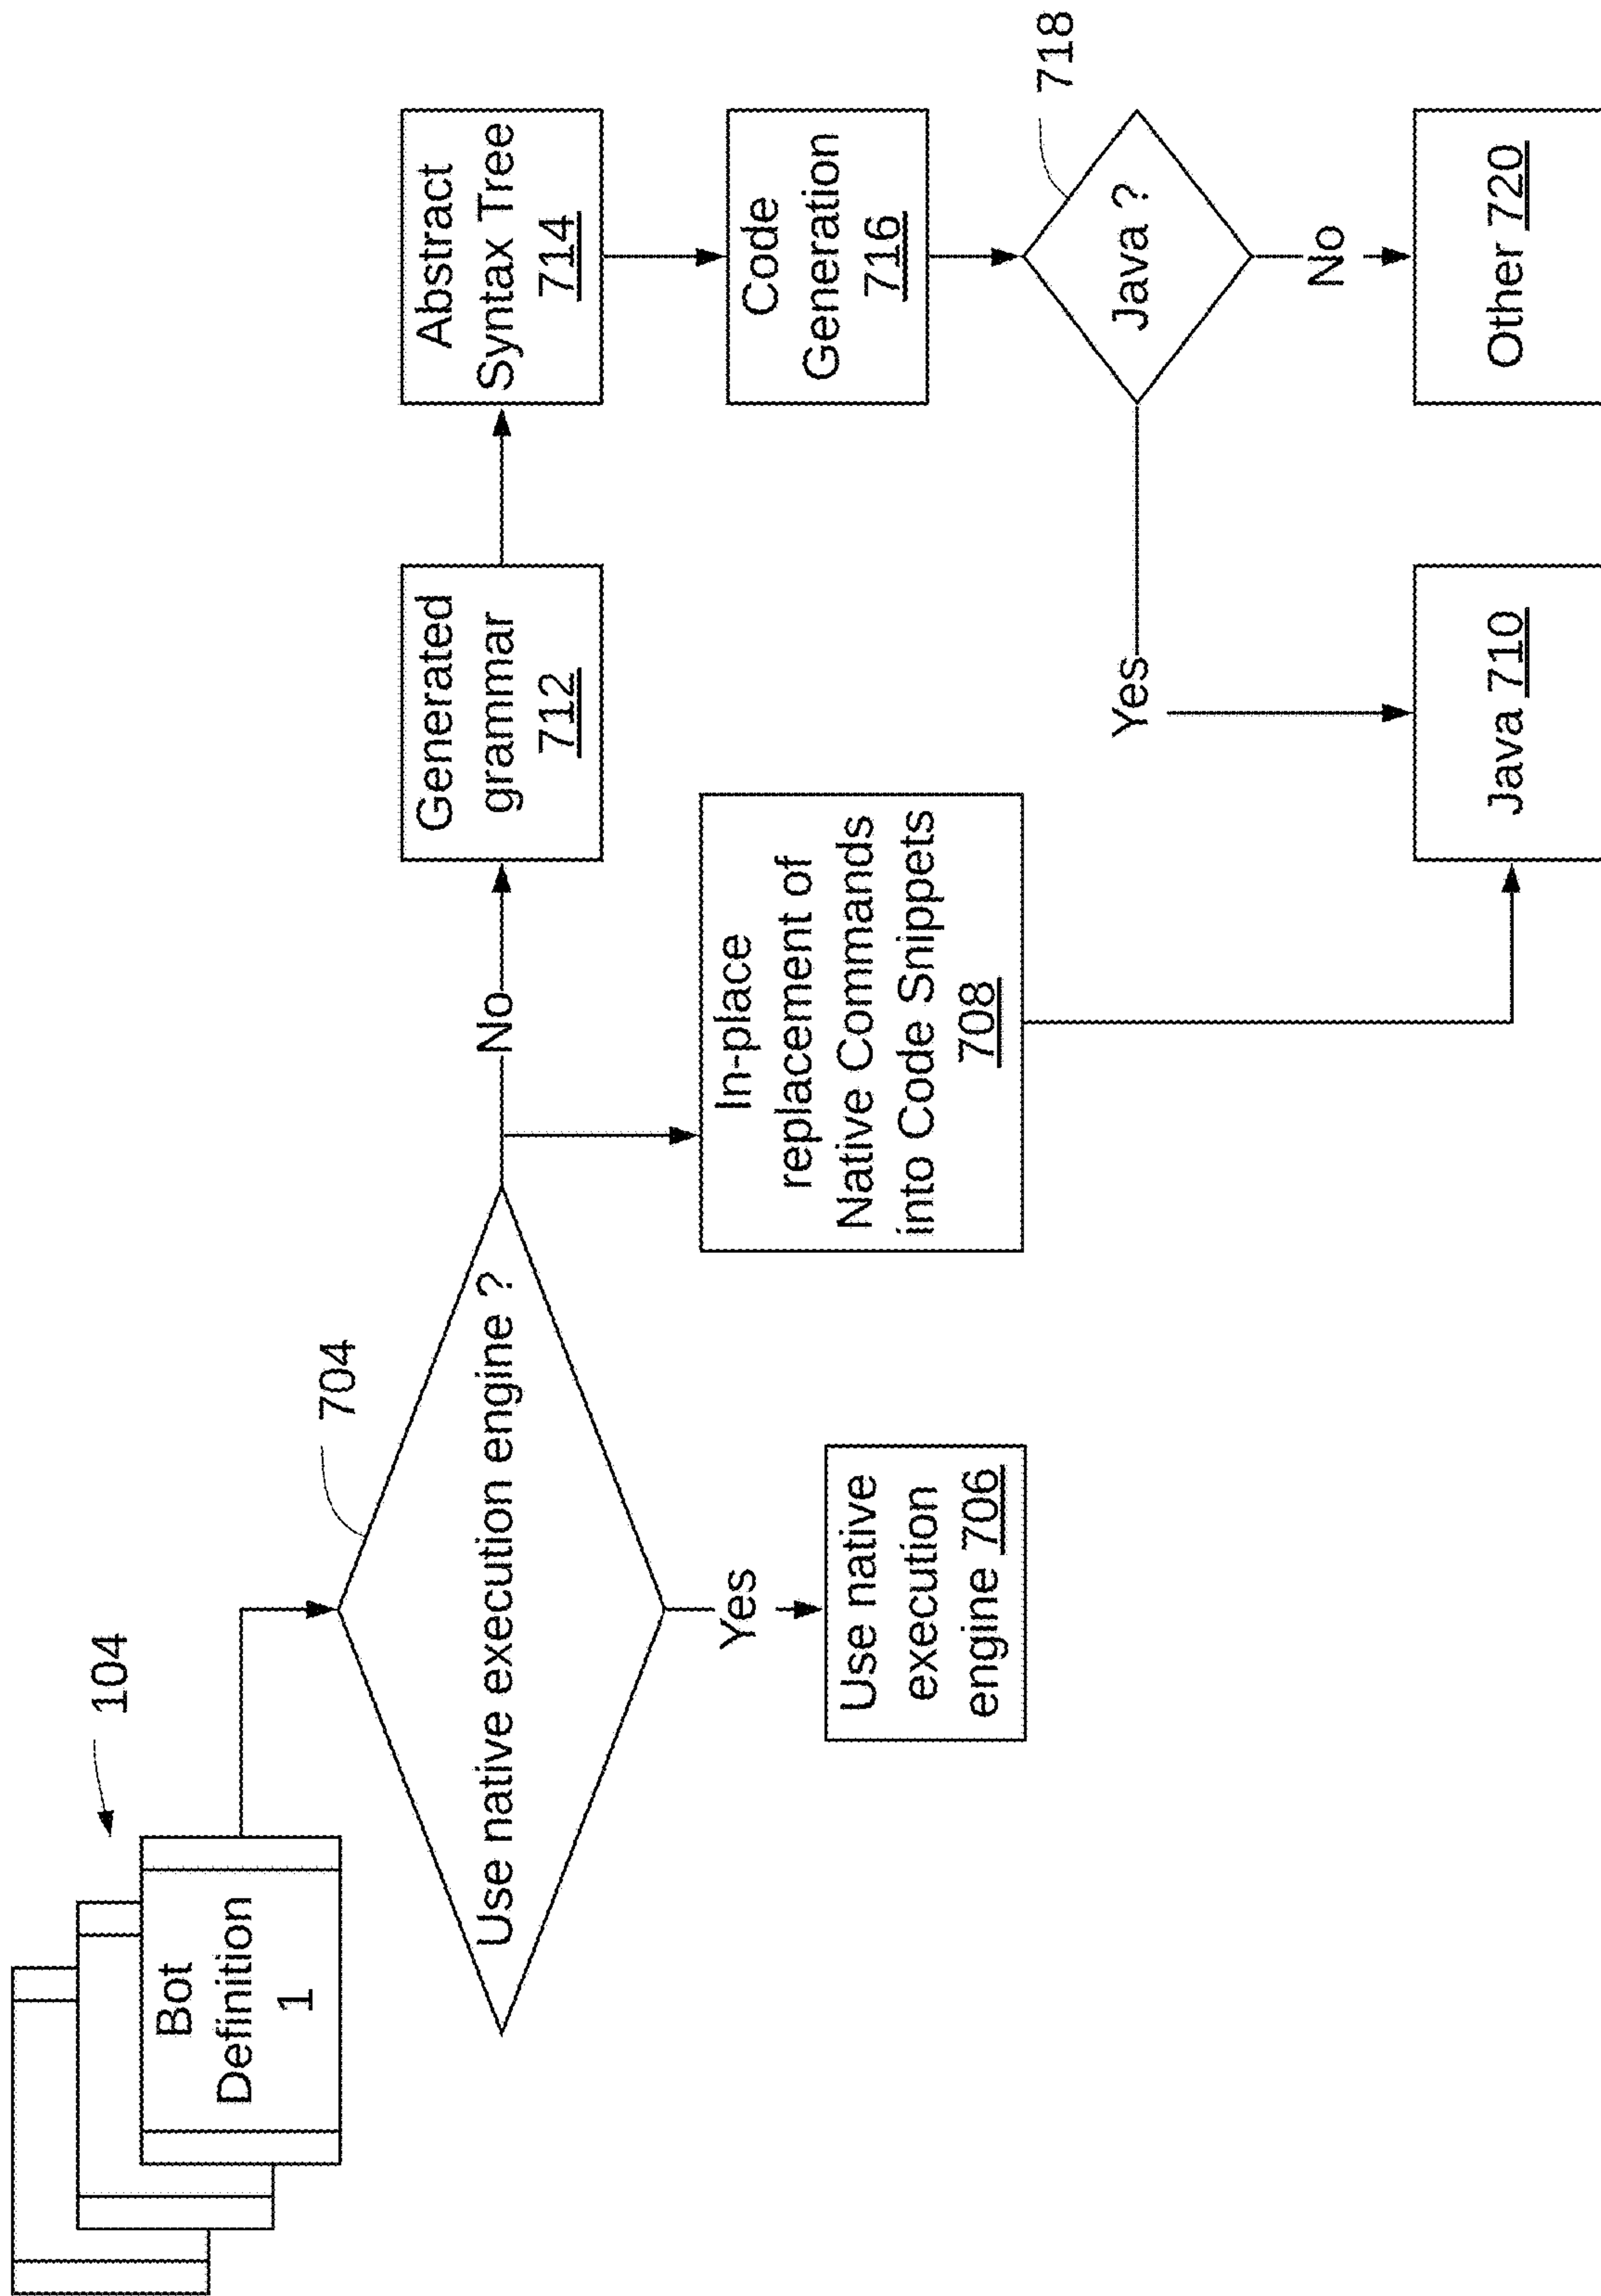 104
Bot
Definition
1
704
Use native execution engine ?
Yes
Use native
execution
engine 706
No
In-place
replacement of
Native Commands
into Code Snippets
708
Generated
grammar
712
Abstract
Syntax Tree
714
Code
Generation
716
718
Java ?
Yes
No
Java 710
Other 720